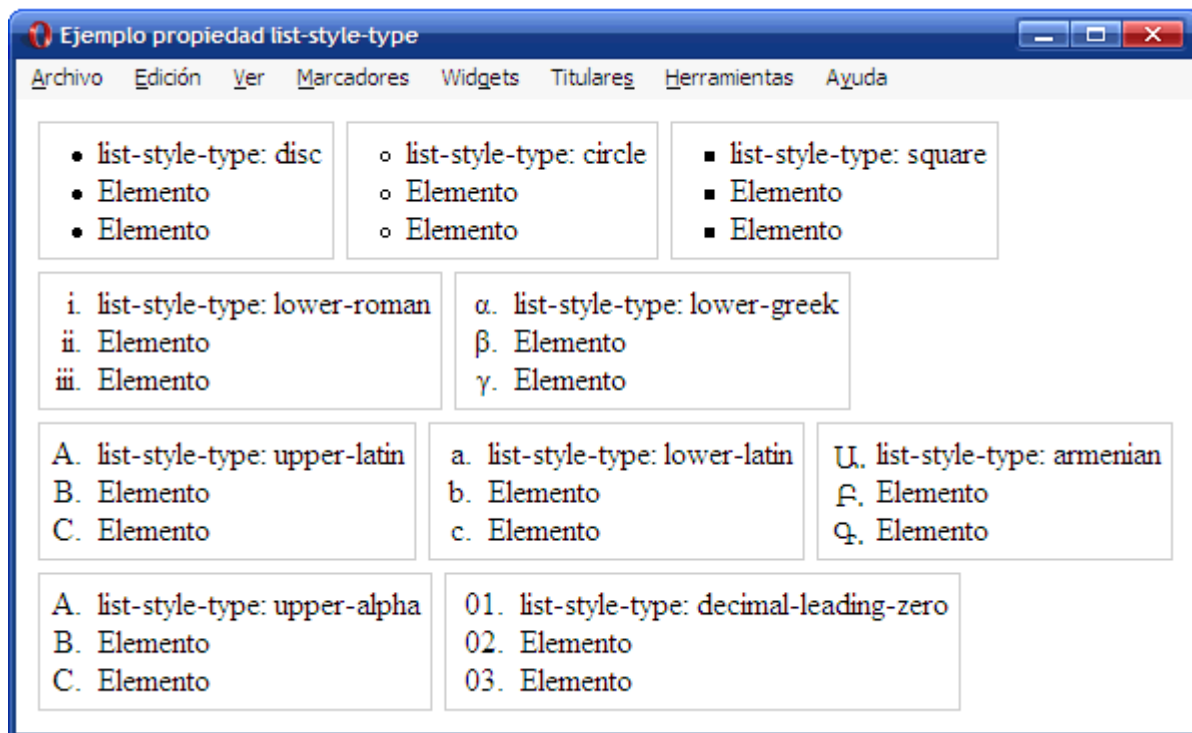 Ejemplo propiedad list-style-type
Archivo Edición Ver Marcadores Widgets Titulares Herramientas Ayuda
• list-style-type: disc
• Elemento
• Elemento
◦ list-style-type: circle
◦ Elemento
◦ Elemento
▪ list-style-type: square
▪ Elemento
▪ Elemento
i. list-style-type: lower-roman
ii. Elemento
iii. Elemento
α. list-style-type: lower-greek
β. Elemento
γ. Elemento
A. list-style-type: upper-latin
B. Elemento
C. Elemento
a. list-style-type: lower-latin
b. Elemento
c. Elemento
Ա. list-style-type: armenian
Բ. Elemento
Գ. Elemento
A. list-style-type: upper-alpha
B. Elemento
C. Elemento
01. list-style-type: decimal-leading-zero
02. Elemento
03. Elemento